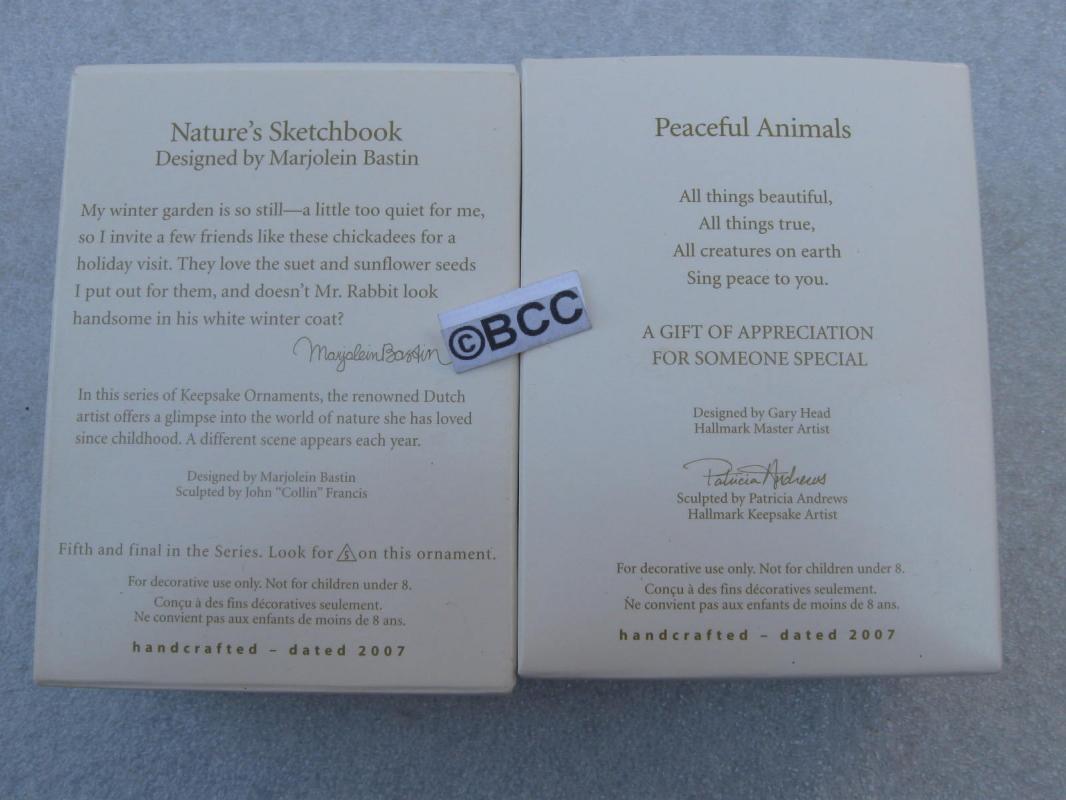 Nature's Sketchbook
Designed by Marjolein Bastin
My winter garden is so still—a little too quiet for me,
so I invite a few friends like these chickadees for a
holiday visit. They love the suet and sunflower seeds
I put out for them, and doesn't Mr. Rabbit look
handsome in his white winter coat?
Marjolein Bastin
In this series of Keepsake Ornaments, the renowned Dutch
artist offers a glimpse into the world of nature she has loved
since childhood. A different scene appears each year.
Designed by Marjolein Bastin
Sculpted by John "Collin" Francis
Fifth and final in the Series. Look for 5 on this ornament.
For decorative use only. Not for children under 8.
Conçu à des fins décoratives seulement.
Ne convient pas aux enfants de moins de 8 ans.
handcrafted – dated 2007
©BCC
Peaceful Animals
All things beautiful,
All things true,
All creatures on earth
Sing peace to you.
A GIFT OF APPRECIATION
FOR SOMEONE SPECIAL
Designed by Gary Head
Hallmark Master Artist
Patricia Andrews
Sculpted by Patricia Andrews
Hallmark Keepsake Artist
For decorative use only. Not for children under 8.
Conçu à des fins décoratives seulement.
Ne convient pas aux enfants de moins de 8 ans.
handcrafted – dated 2007